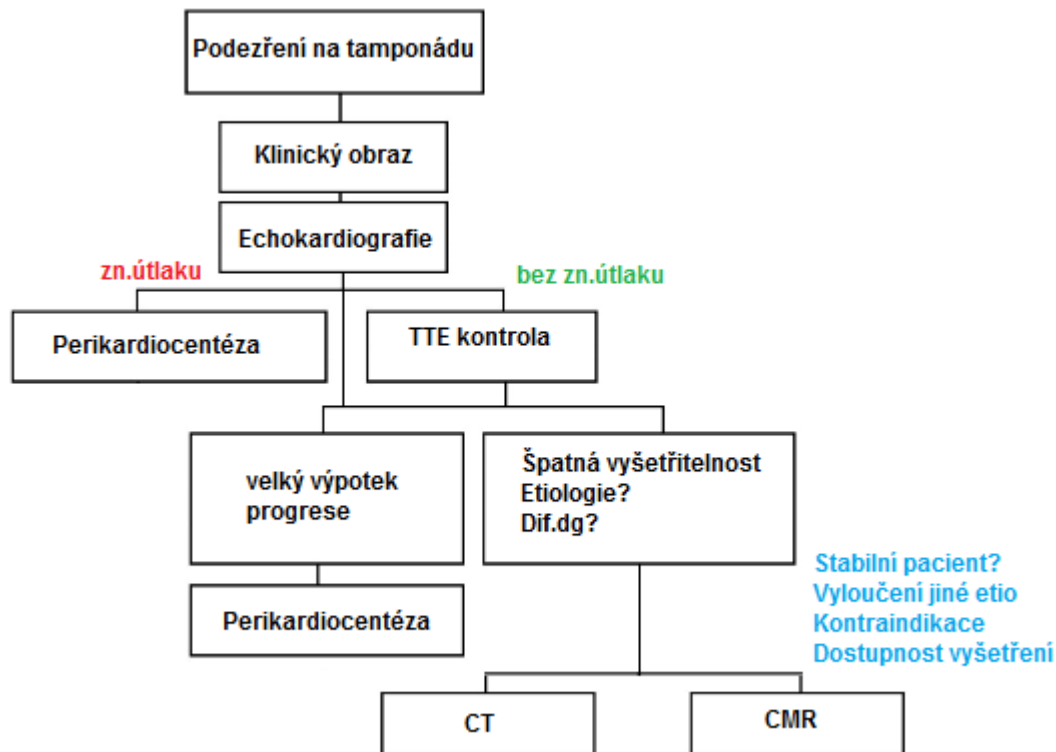 Podezření na tamponádu
Klinický obraz
Echokardiografie
zn.útlaku
bez zn.útlaku
Perikardiocentéza
TTE kontrola
velký výpotek
progrese
Špatná vyšetřitelnost
Etiologie?
Dif.dg?
Perikardiocentéza
Stabilní pacient?
Vyloučení jiné etio
Kontraindikace
Dostupnost vyšetření
CT
CMR